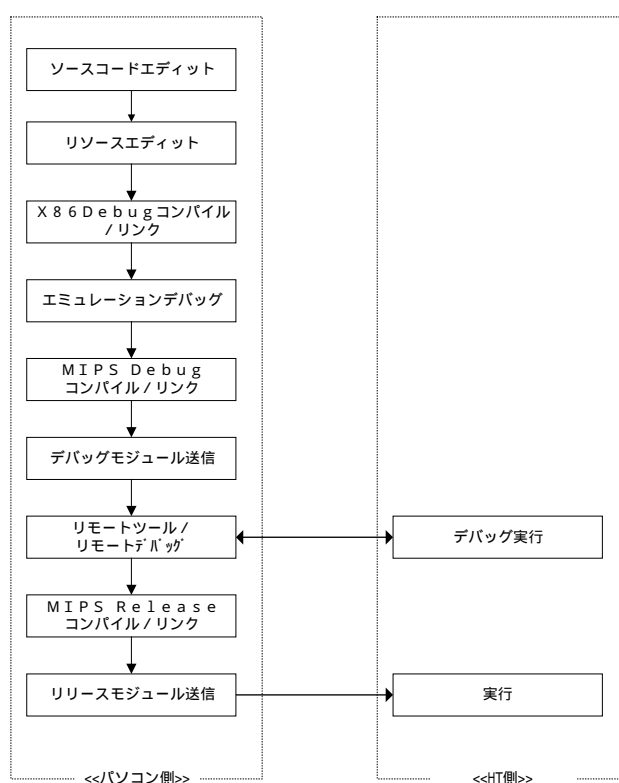 ソースコードエディット
リソースエディット
Ｘ８６Ｄｅｂｕｇコンパイル
／リンク
エミュレーションデバッグ
ＭＩＰＳ Ｄｅｂｕｇ
コンパイル／リンク
デバッグモジュール送信
リモートツール／
リモートﾃﾞﾊﾞｯｸﾞ
デバッグ実行
ＭＩＰＳ Ｒｅｌｅａｓｅ
コンパイル／リンク
リリースモジュール送信
実行
<<パソコン側>>
<<HT側>>